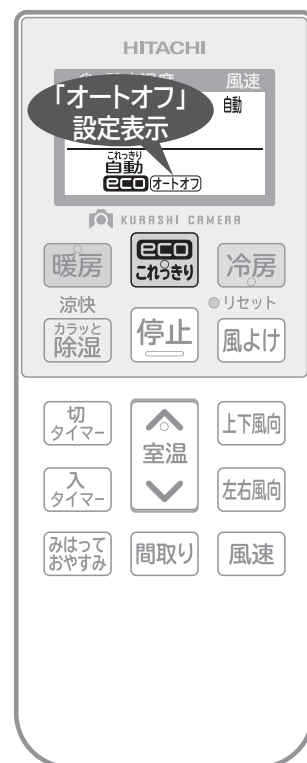 HITACHI
風速
「オートオフ」
設定表示
自動
これっきり
自動
eco オートオフ
KURASHI CAMERA
暖房
eco
これっきり
冷房
涼快
リセット
カラッと
除湿
停止
風よけ
切
タイマー
室温
上下風向
入
タイマー
左右風向
みはって
おやすみ
間取り
風速